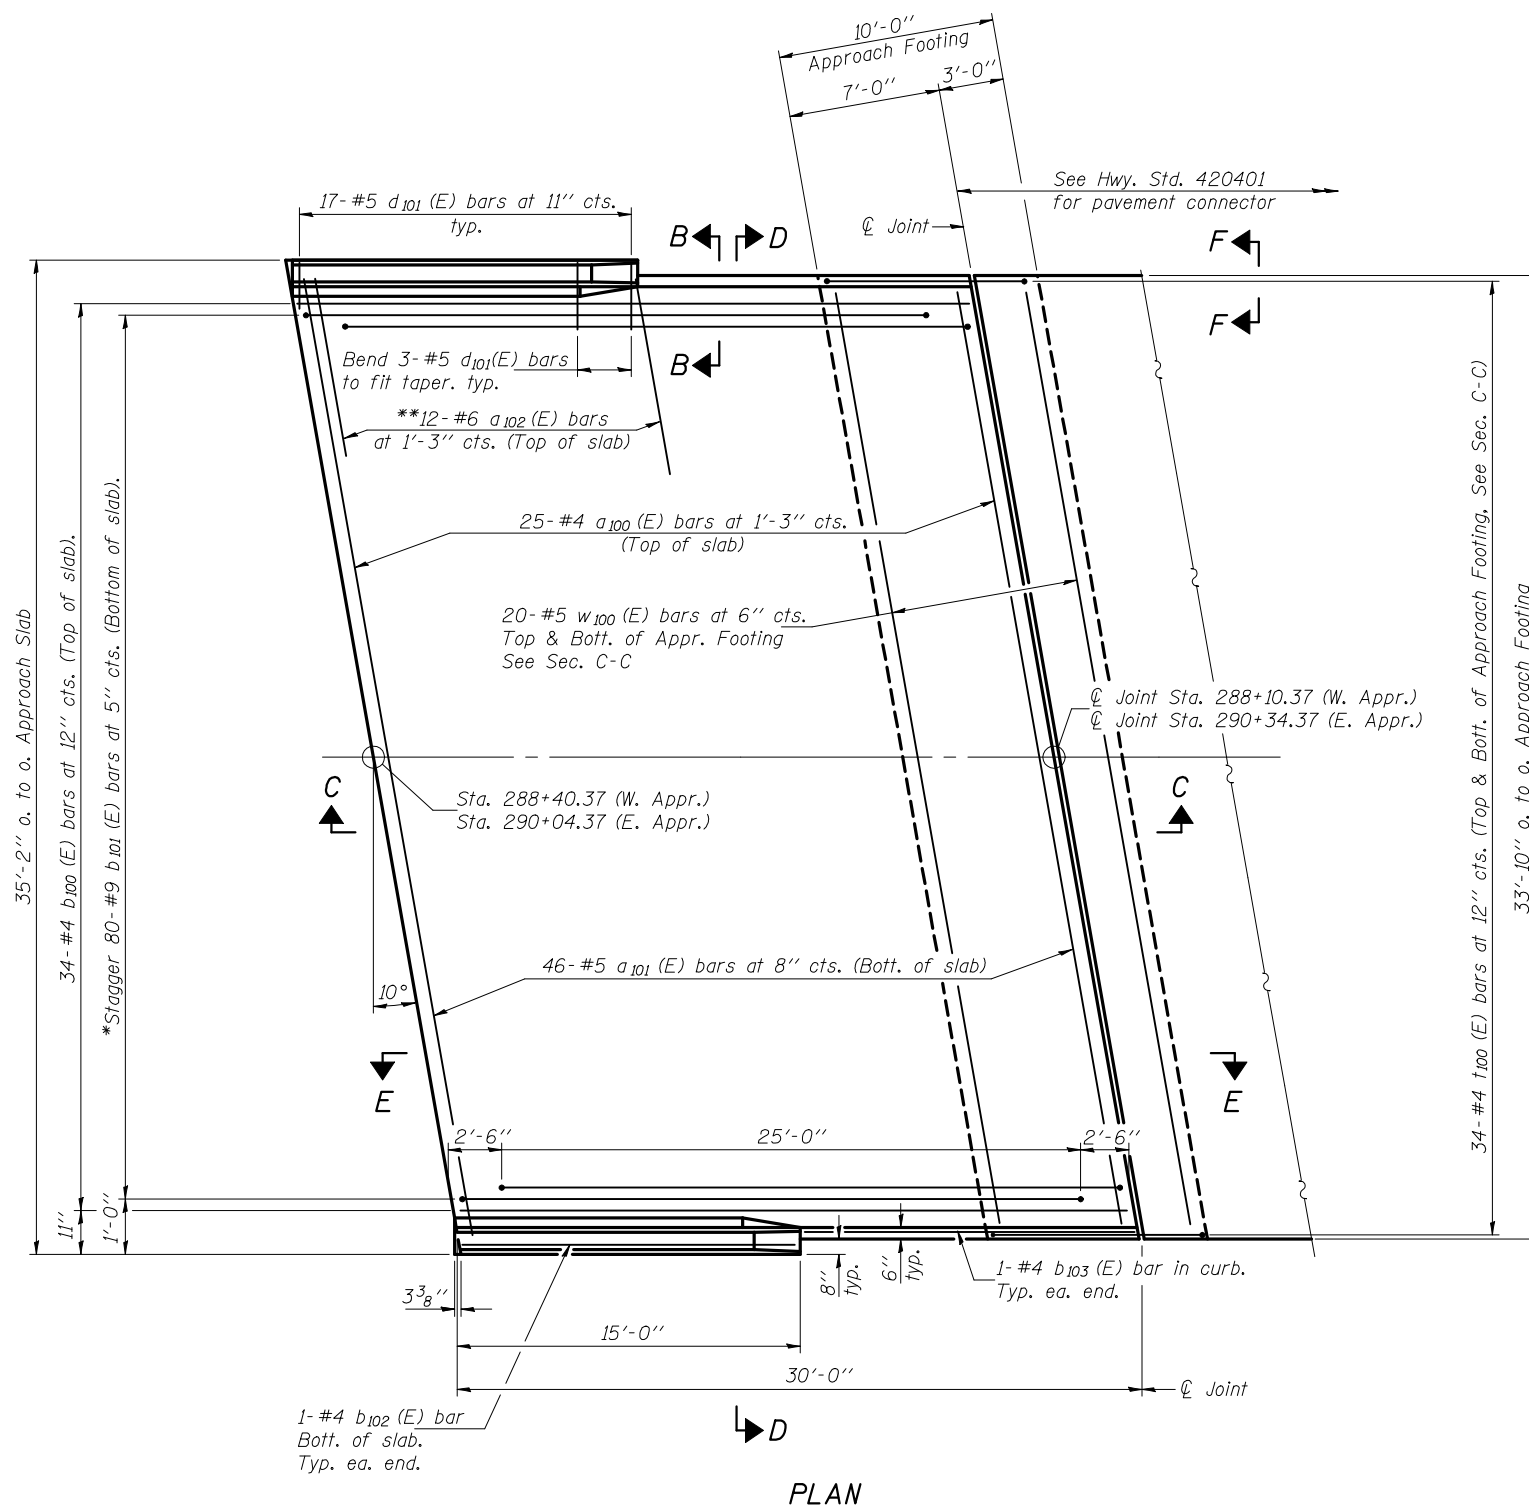 10'-0''
Approach Footing
7'-0''
3'-0''
See Hwy. Std. 420401
for pavement connector
17-#5 d101 (E) bars at 11'' cts.
typ.
B
D
℄ Joint
F
F
Bend 3-#5 d101(E) bars
to fit taper. typ.
B
**12-#6 a102 (E) bars
at 1'-3'' cts. (Top of slab)
25-#4 a100 (E) bars at 1'-3'' cts.
(Top of slab)
20-#5 w100 (E) bars at 6'' cts.
Top & Bott. of Appr. Footing
See Sec. C-C
℄ Joint Sta. 288+10.37 (W. Appr.)
℄ Joint Sta. 290+34.37 (E. Appr.)
C
C
Sta. 288+40.37 (W. Appr.)
Sta. 290+04.37 (E. Appr.)
46-#5 a101 (E) bars at 8'' cts. (Bott. of slab)
10°
E
E
2'-6''
25'-0''
2'-6''
35'-2'' o. to o. Approach Slab
34-#4 b100 (E) bars at 12'' cts. (Top of slab).
*Stagger 80-#9 b101 (E) bars at 5'' cts. (Bottom of slab).
34-#4 t100 (E) bars at 12'' cts. (Top & Bott. of Approach Footing, See Sec. C-C)
33'-10'' o. to o. Approach Footing
11''
1'-0''
8''
typ.
6''
typ.
1-#4 b103 (E) bar in curb.
Typ. ea. end.
3 3/8''
15'-0''
30'-0''
℄ Joint
1-#4 b102 (E) bar
Bott. of slab.
Typ. ea. end.
D
PLAN